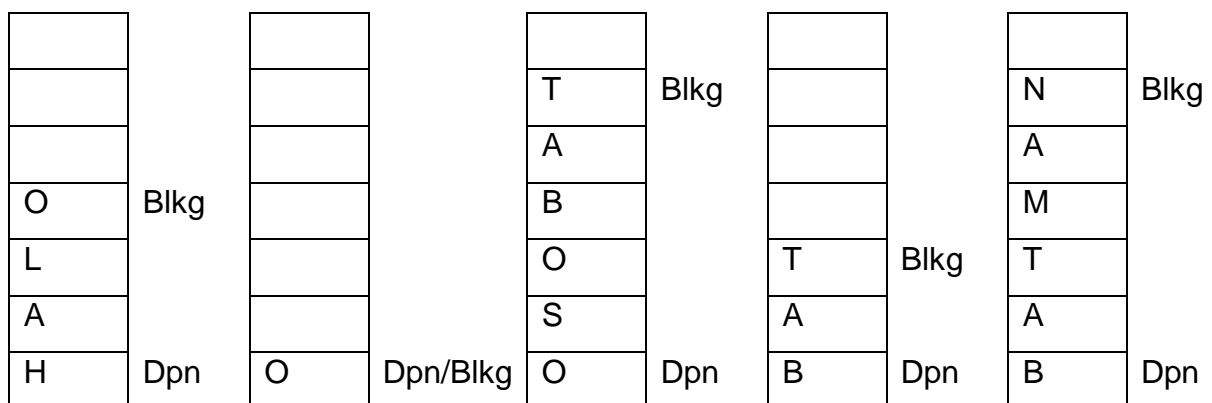 T Blkg N Blkg
A A
O Blkg B M
L O T Blkg T
A S A A
H Dpn O Dpn/Blkg O Dpn B Dpn B Dpn